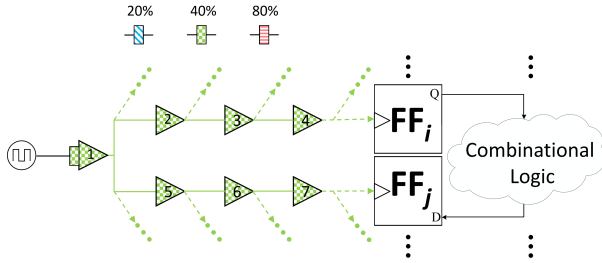 20% 40% 80%
Q
1 2 3 4 FFi
Combinational
Logic
5 6 7 FFj
D